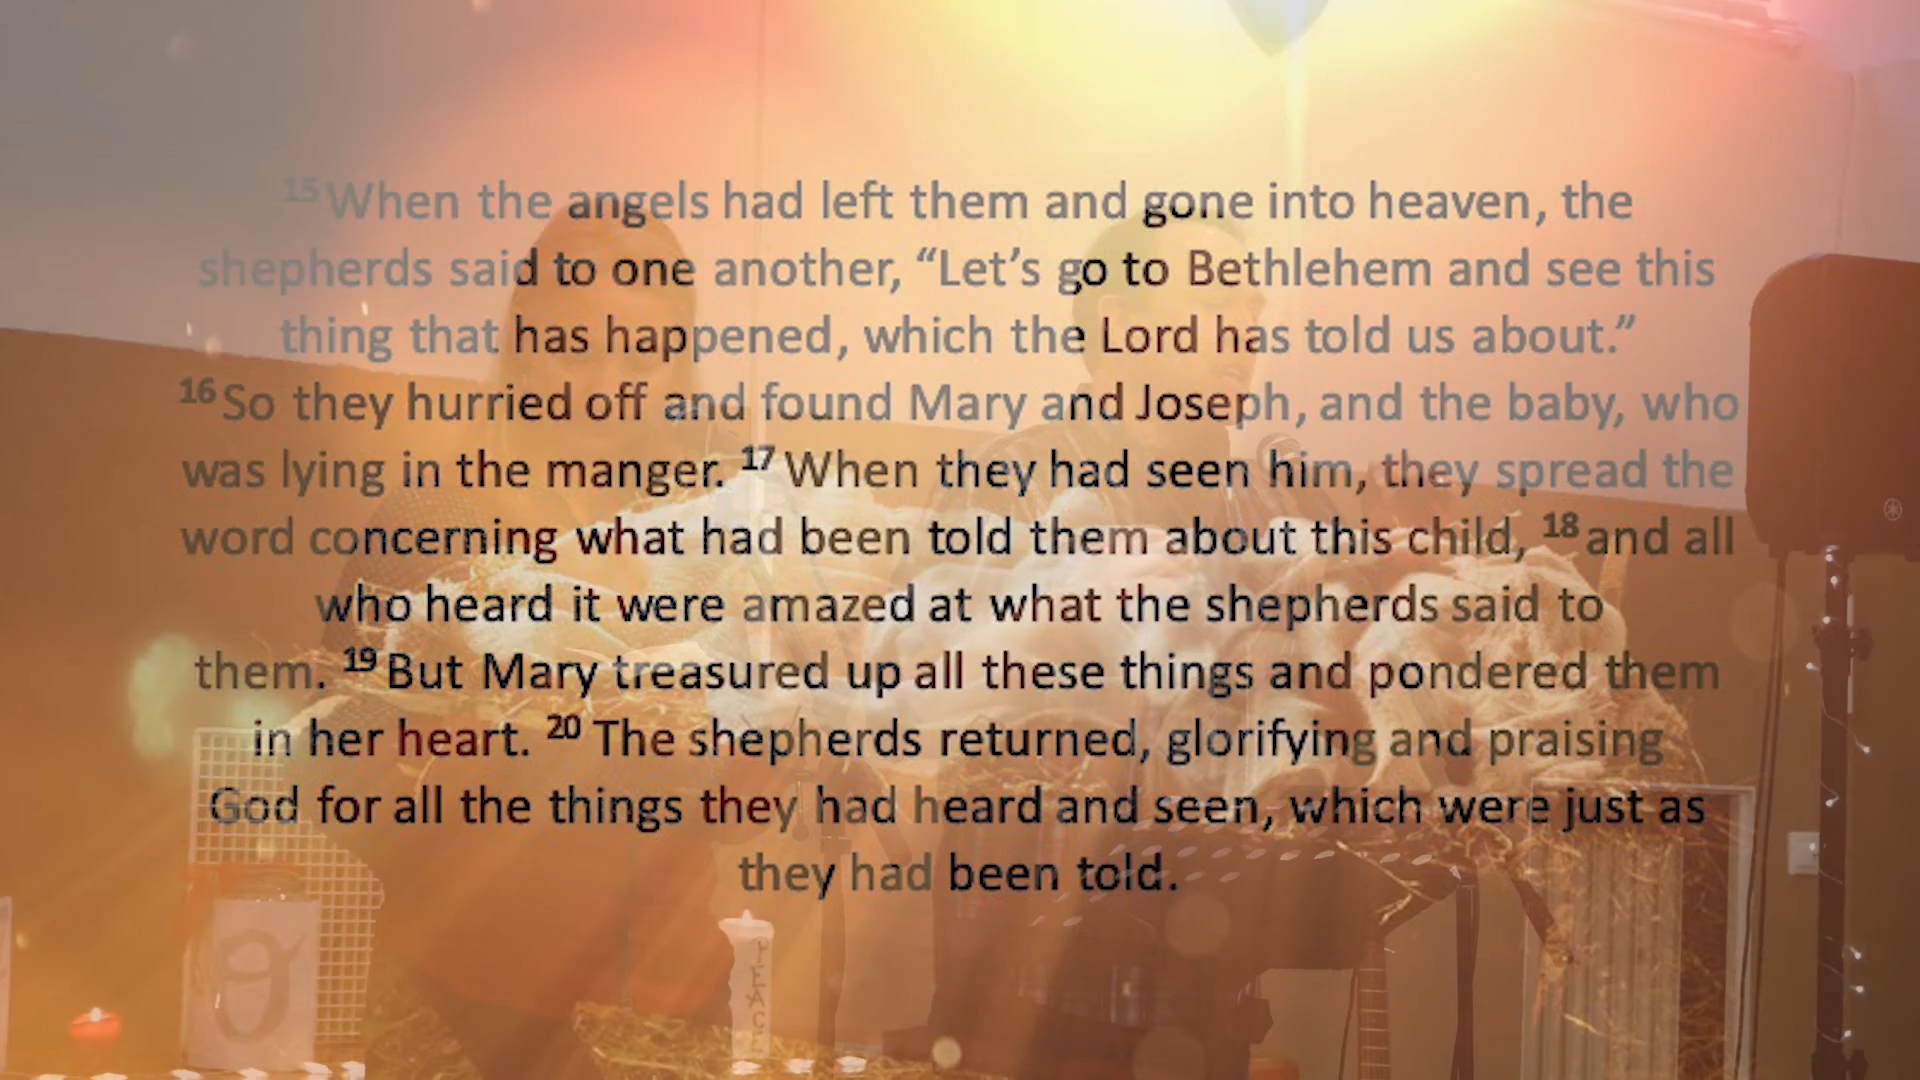 15 When the angels had left them and gone into heaven, the
shepherds said to one another, “Let’s go to Bethlehem and see this
thing that has happened, which the Lord has told us about.”
16 So they hurried off and found Mary and Joseph, and the baby, who
was lying in the manger. 17 When they had seen him, they spread the
word concerning what had been told them about this child, 18 and all
who heard it were amazed at what the shepherds said to
them. 19 But Mary treasured up all these things and pondered them
in her heart. 20 The shepherds returned, glorifying and praising
God for all the things they had heard and seen, which were just as
they had been told.
PEACE